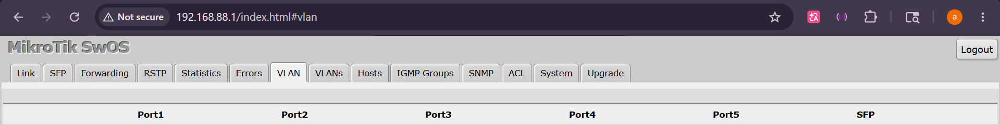 Not secure 192.168.88.1/index.html#vlan a
MikroTik SwOS
Logout
Link SFP Forwarding RSTP Statistics Errors VLAN VLANs Hosts IGMP Groups SNMP ACL System Upgrade
Port1 Port2 Port3 Port4 Port5 SFP